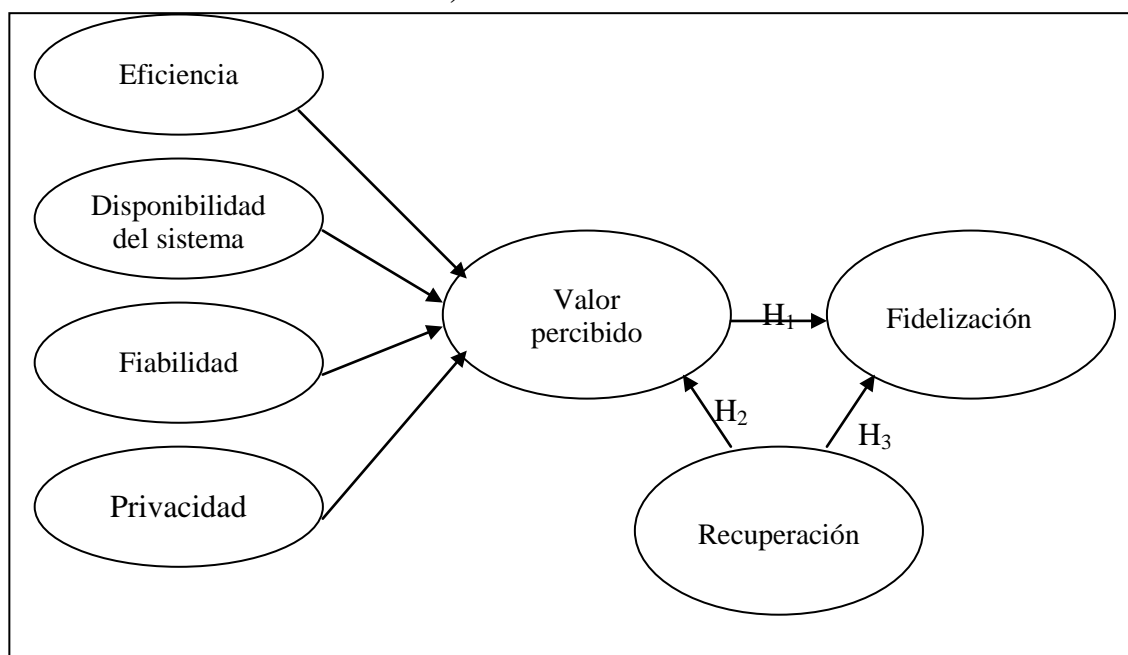 Eficiencia
Disponibilidad
del sistema
Fiabilidad
Privacidad
Valor
percibido
H₁
Fidelización
H₂
H₃
Recuperación